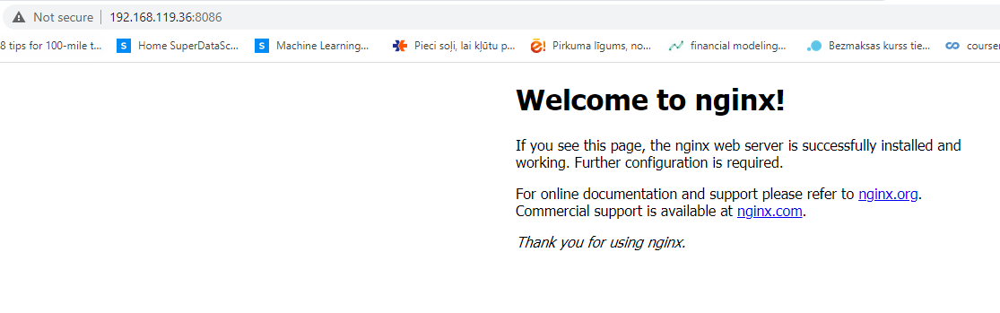 Not secure | 192.168.119.36:8086
8 tips for 100-mile t... S Home SuperDataSc... S Machine Learning... Pieci soļi, lai kļūtu p... Pirkuma līgums, no... financial modeling... Bezmaksas kurss tie... courser
Welcome to nginx!
If you see this page, the nginx web server is successfully installed and
working. Further configuration is required.
For online documentation and support please refer to nginx.org.
Commercial support is available at nginx.com.
Thank you for using nginx.